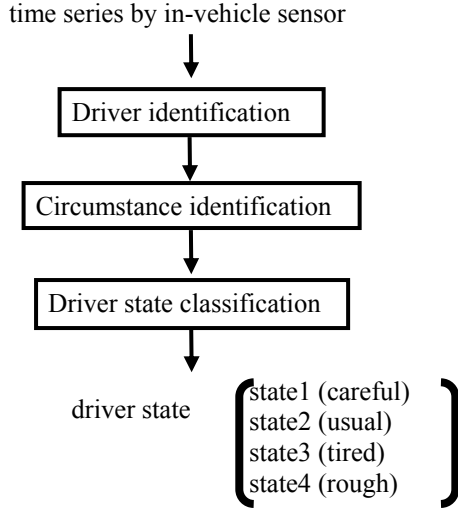 time series by in-vehicle sensor
Driver identification
Circumstance identification
Driver state classification
driver state
state1 (careful)
state2 (usual)
state3 (tired)
state4 (rough)